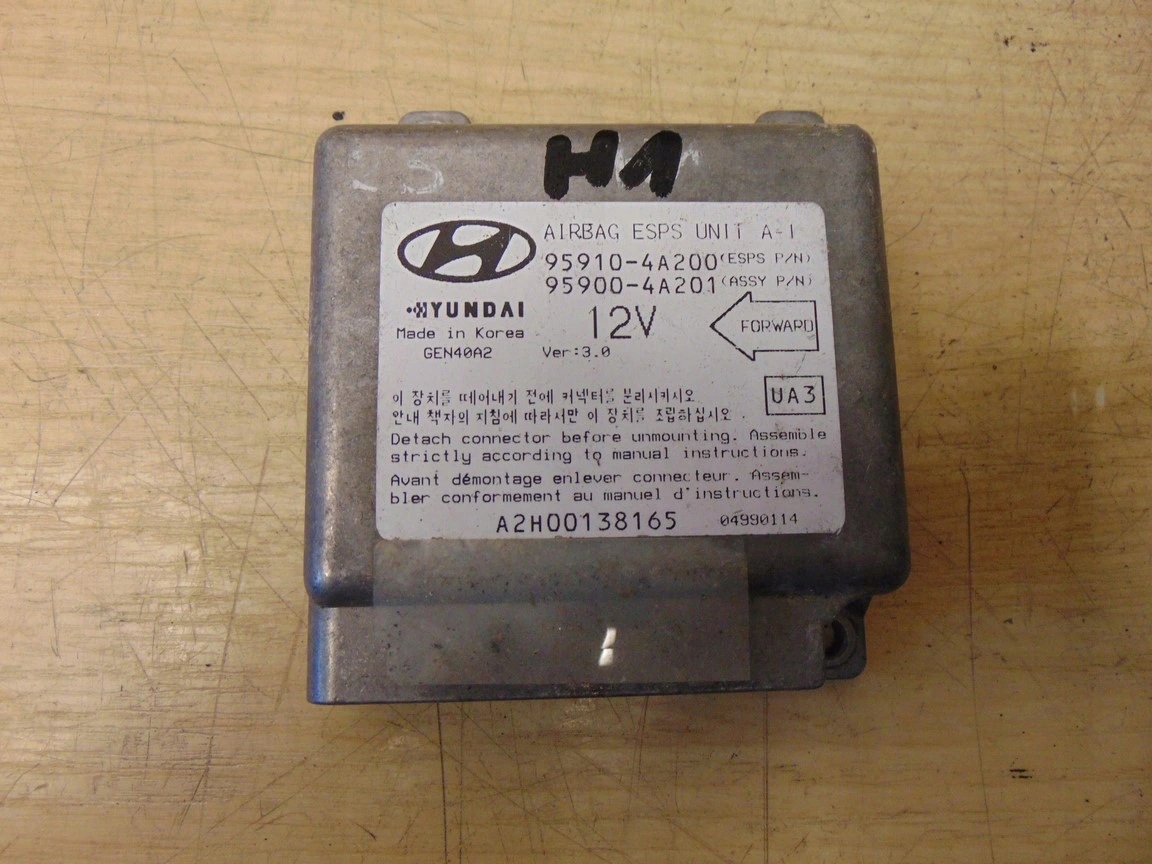 H1
AIRBAG ESPS UNIT A-1
95910-4A200 (ESPS P/N)
95900-4A201 (ASSY P/N)
HYUNDAI
12V
FORWARD
Made in Korea
GEN40A2
Ver:3.0
UA3
이 장치를 떼어내기 전에 커넥터를 분리시키시오
안내 책자의 지침에 따라서만 이 장치를 조립하십시오.
Detach connector before unmounting. Assemble
strictly according to manual instructions.
Avant démontage enlever connecteur. Assem-
bler conformement au manuel d'instructions.
A2H00138165
04990114